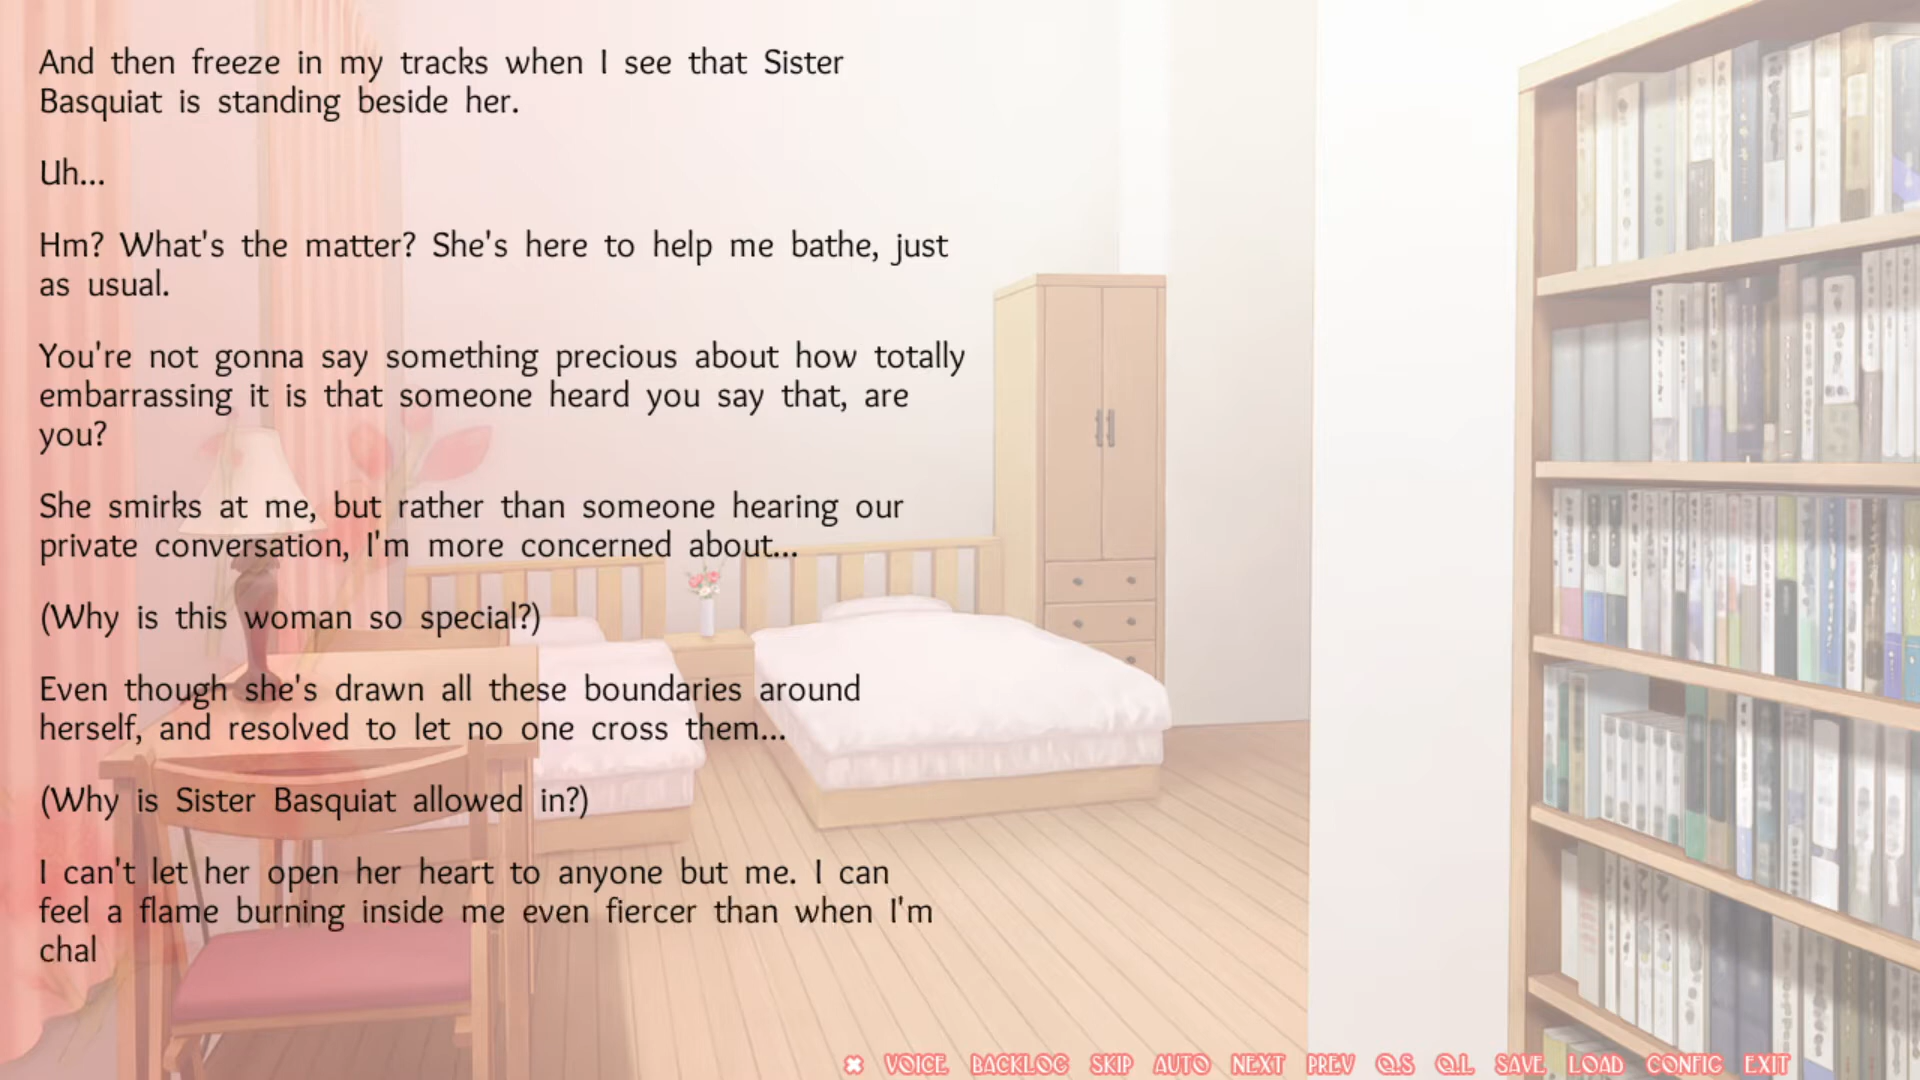 And then freeze in my tracks when I see that Sister
Basquiat is standing beside her.
Uh...
Hm? What's the matter? She's here to help me bathe, just
as usual.
You're not gonna say something precious about how totally
embarrassing it is that someone heard you say that, are
you?
She smirks at me, but rather than someone hearing our
private conversation, I'm more concerned about...
(Why is this woman so special?)
Even though she's drawn all these boundaries around
herself, and resolved to let no one cross them...
(Why is Sister Basquiat allowed in?)
I can't let her open her heart to anyone but me. I can
feel a flame burning inside me even fiercer than when I'm
chal
VOICE BACKLOG SKIP AUTO NEXT PREV Q.S Q.L SAVE LOAD CONFIG EXIT